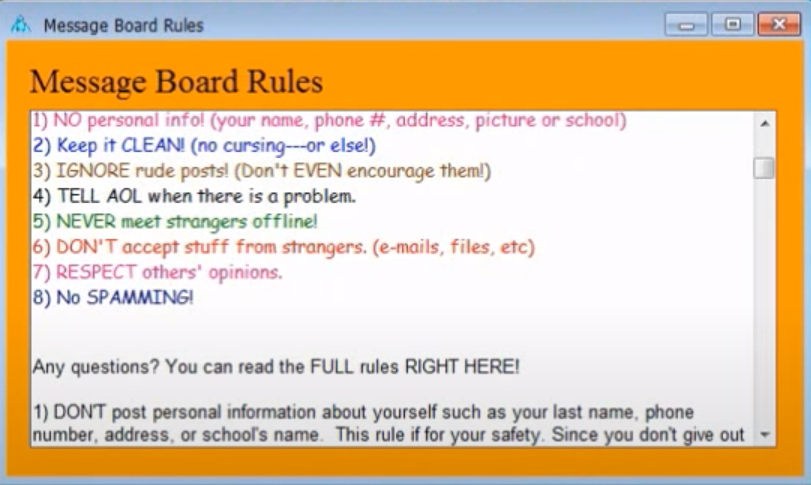 Message Board Rules
Message Board Rules
1) NO personal info! (your name, phone #, address, picture or school)
2) Keep it CLEAN! (no cursing---or else!)
3) IGNORE rude posts! (Don't EVEN encourage them!)
4) TELL AOL when there is a problem.
5) NEVER meet strangers offline!
6) DON'T accept stuff from strangers. (e-mails, files, etc)
7) RESPECT others' opinions.
8) No SPAMMING!
Any questions? You can read the FULL rules RIGHT HERE!
1) DON'T post personal information about yourself such as your last name, phone
number, address, or school's name. This rule if for your safety. Since you don't give out